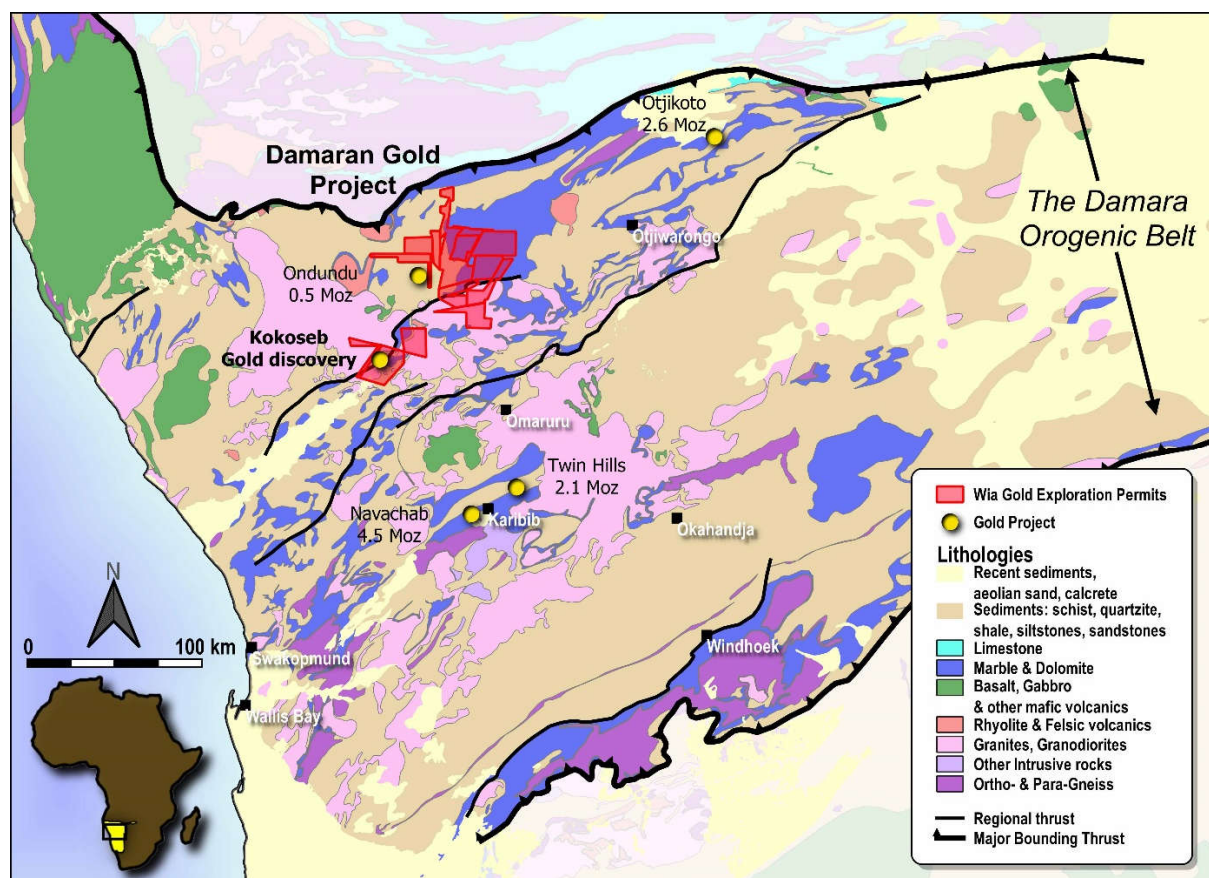 Otjikoto
2.6 Moz
Damaran Gold
Project
The Damara
Orogenic Belt
Otjiwarongo
Ondundu
0.5 Moz
Kokoseb
Gold discovery
Omaruru
Twin Hills
2.1 Moz
Navachab
4.5 Moz
Karibib
Okahandja
N
0 100 km
Swakopmund
Wallis Bay
Windhoek
Wia Gold Exploration Permits
Gold Project
Lithologies
Recent sediments,
aeolian sand, calcrete
Sediments: schist, quartzite,
shale, siltstones, sandstones
Limestone
Marble & Dolomite
Basalt, Gabbro
& other mafic volcanics
Rhyolite & Felsic volcanics
Granites, Granodiorites
Other Intrusive rocks
Ortho- & Para-Gneiss
Regional thrust
Major Bounding Thrust